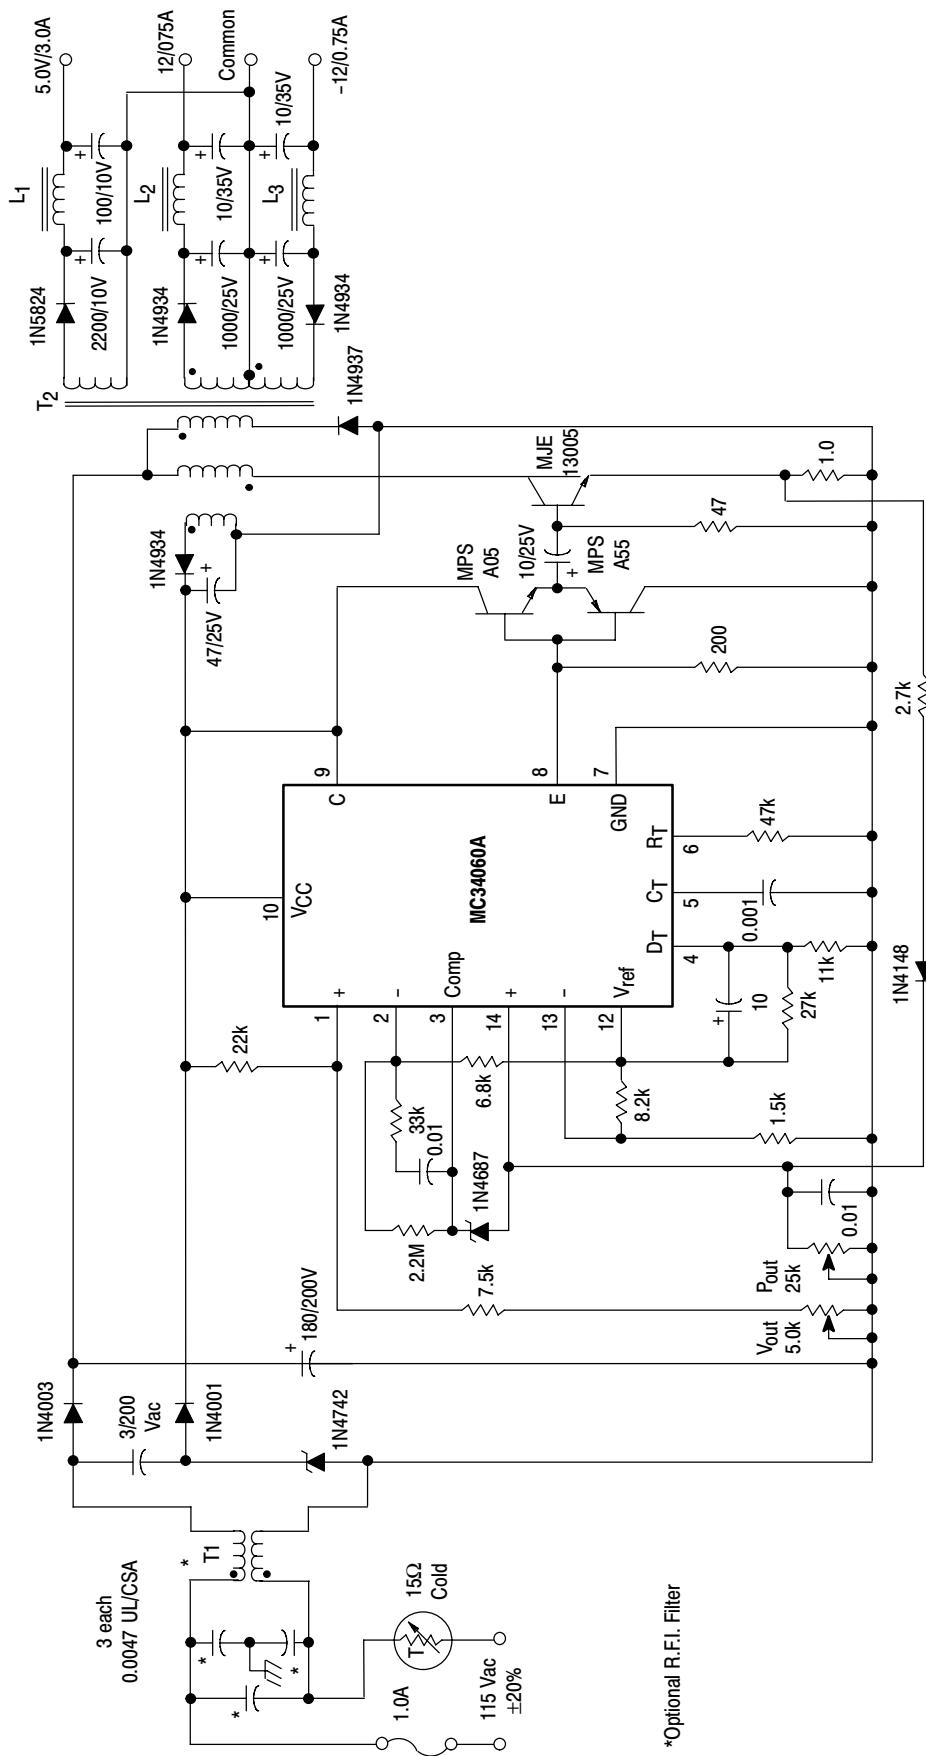 3 each
0.0047 UL/CSA
*
*
*
*
T1
1.0A
T
15Ω
Cold
115 Vac
±20%
*Optional R.F.I. Filter
1N4003
3/200
Vac
1N4001
1N4742
+
180/200V
22k
33k
0.01
2.2M
6.8k
1N4687
7.5k
8.2k
1.5k
Vout
5.0k
Pout
25k
0.01
1
+
2
-
3
Comp
14
+
13
-
12
Vref
10
VCC
MC34060A
9
C
8
E
7
GND
4
DT
5
CT
6
RT
+
10
27k
11k
0.001
47k
1N4148
2.7k
200
47
1.0
47/25V
+
1N4934
MPS
A05
10/25V
+
MPS
A55
MJE
13005
1N4937
T2
1N5824
L1
5.0V/3.0A
+
2200/10V
+
100/10V
1N4934
L2
12/075A
+
1000/25V
+
10/35V
Common
+
1000/25V
+
10/35V
L3
1N4934
-12/0.75A